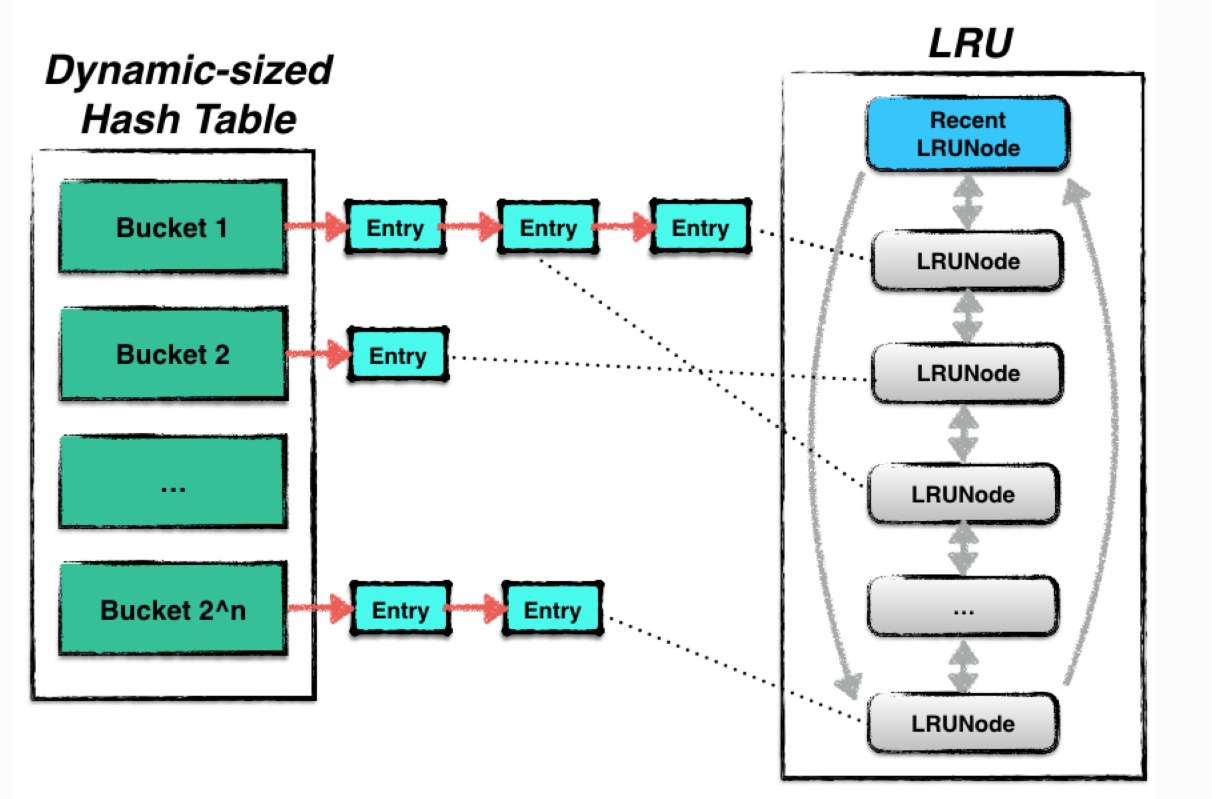 Dynamic-sized
Hash Table
LRU
Recent
LRUNode
Bucket 1
Entry
Entry
Entry
LRUNode
Bucket 2
Entry
LRUNode
...
LRUNode
Bucket 2^n
Entry
Entry
...
LRUNode